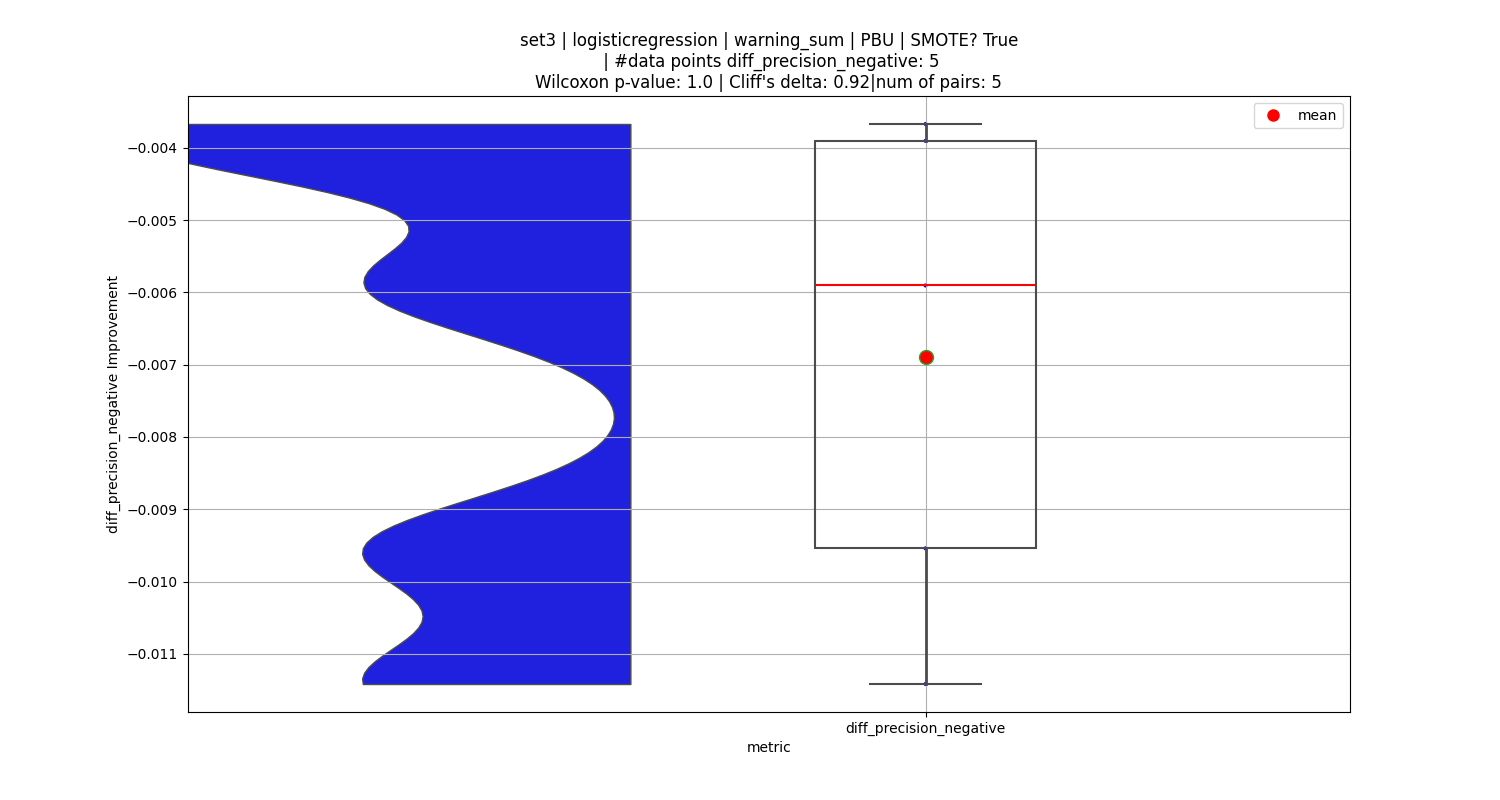 set3 | logisticregression | warning_sum | PBU | SMOTE? True
| #data points diff_precision_negative: 5
Wilcoxon p-value: 1.0 | Cliff's delta: 0.92|num of pairs: 5
mean
−0.004
−0.005
−0.006
−0.007
−0.008
−0.009
−0.010
−0.011
diff_precision_negative Improvement
diff_precision_negative
metric